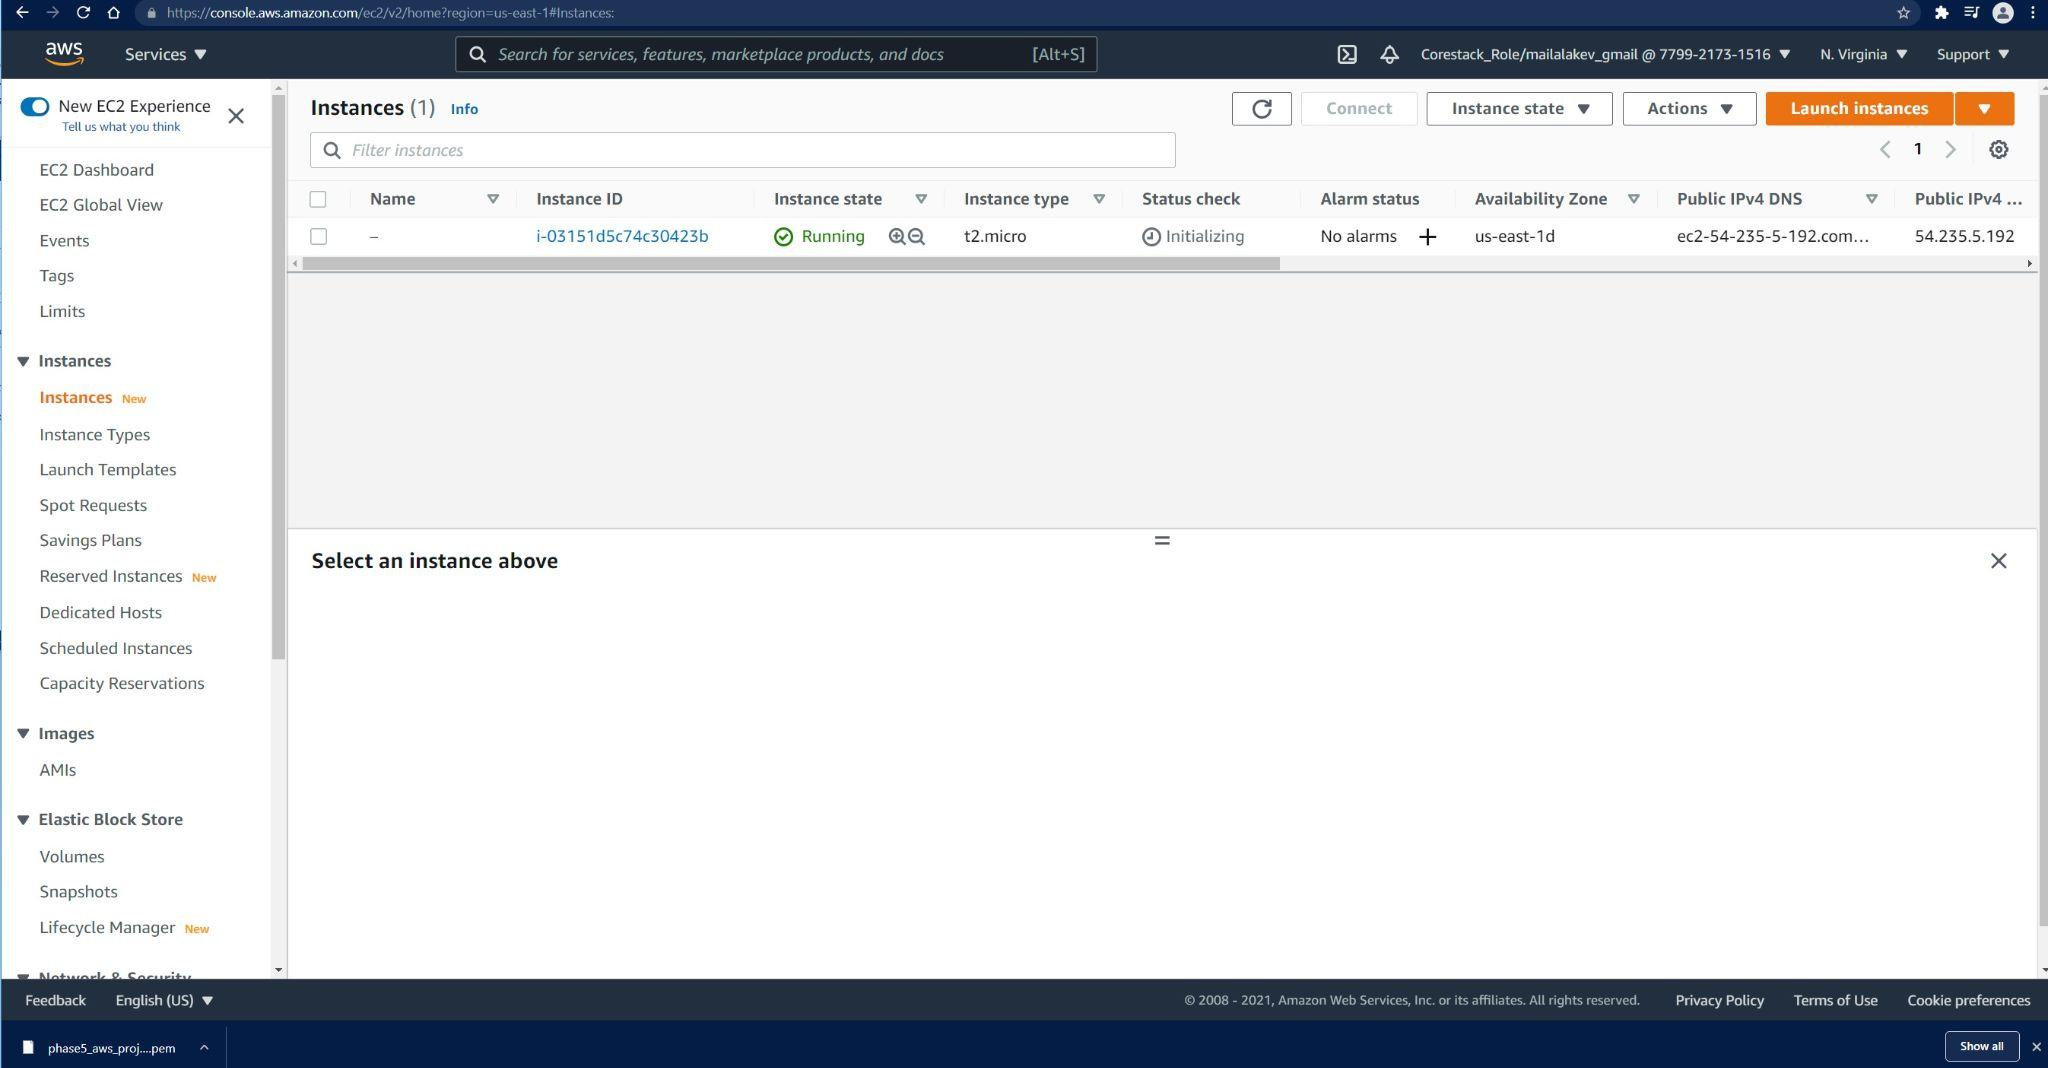 https://console.aws.amazon.com/ec2/v2/home?region=us-east-1#Instances:
aws
Services
Search for services, features, marketplace products, and docs [Alt+S]
Corestack_Role/mailalakev_gmail @ 7799-2173-1516
N. Virginia
Support
New EC2 Experience
Tell us what you think
EC2 Dashboard
EC2 Global View
Events
Tags
Limits
Instances
Instances New
Instance Types
Launch Templates
Spot Requests
Savings Plans
Reserved Instances New
Dedicated Hosts
Scheduled Instances
Capacity Reservations
Images
AMIs
Elastic Block Store
Volumes
Snapshots
Lifecycle Manager New
Network & Security
Instances (1) Info
Connect
Instance state
Actions
Launch instances
Filter instances
1
Name Instance ID Instance state Instance type Status check Alarm status Availability Zone Public IPv4 DNS Public IPv4 ...
– i-03151d5c74c30423b Running t2.micro Initializing No alarms us-east-1d ec2-54-235-5-192.com... 54.235.5.192
Select an instance above
Feedback English (US)
© 2008 - 2021, Amazon Web Services, Inc. or its affiliates. All rights reserved. Privacy Policy Terms of Use Cookie preferences
phase5_aws_proj....pem
Show all